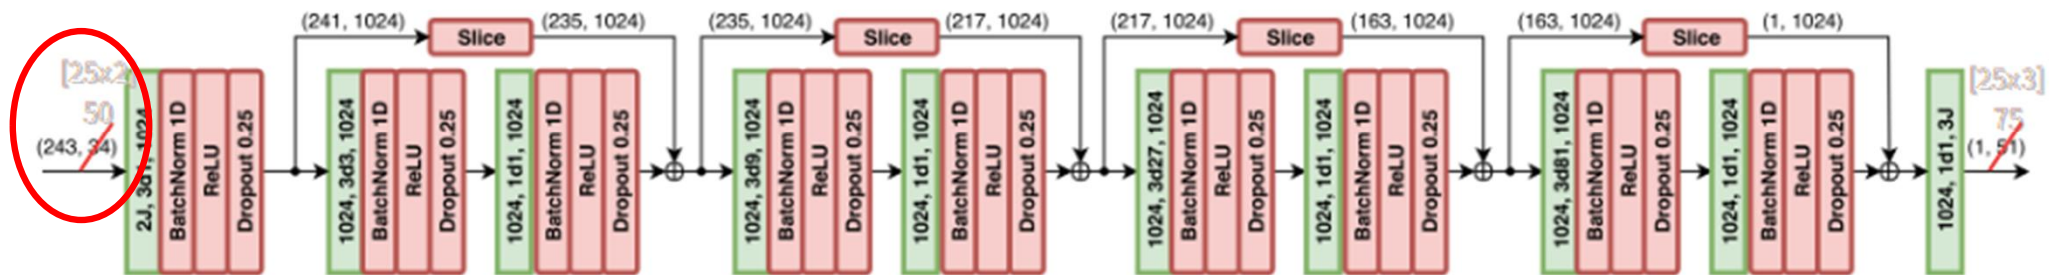 (241, 1024)
Slice
(235, 1024)
(235, 1024)
Slice
(217, 1024)
(217, 1024)
Slice
(163, 1024)
(163, 1024)
Slice
(1, 1024)
[25x2]
50
(243, 34)
2J, 3d1, 1024
BatchNorm 1D
ReLU
Dropout 0.25
1024, 3d3, 1024
BatchNorm 1D
ReLU
Dropout 0.25
1024, 1d1, 1024
BatchNorm 1D
ReLU
Dropout 0.25
1024, 3d9, 1024
BatchNorm 1D
ReLU
Dropout 0.25
1024, 1d1, 1024
BatchNorm 1D
ReLU
Dropout 0.25
1024, 3d27, 1024
BatchNorm 1D
ReLU
Dropout 0.25
1024, 1d1, 1024
BatchNorm 1D
ReLU
Dropout 0.25
1024, 3d81, 1024
BatchNorm 1D
ReLU
Dropout 0.25
1024, 1d1, 1024
BatchNorm 1D
ReLU
Dropout 0.25
1024, 1d1, 3J
[25x3]
75
(1, 51)